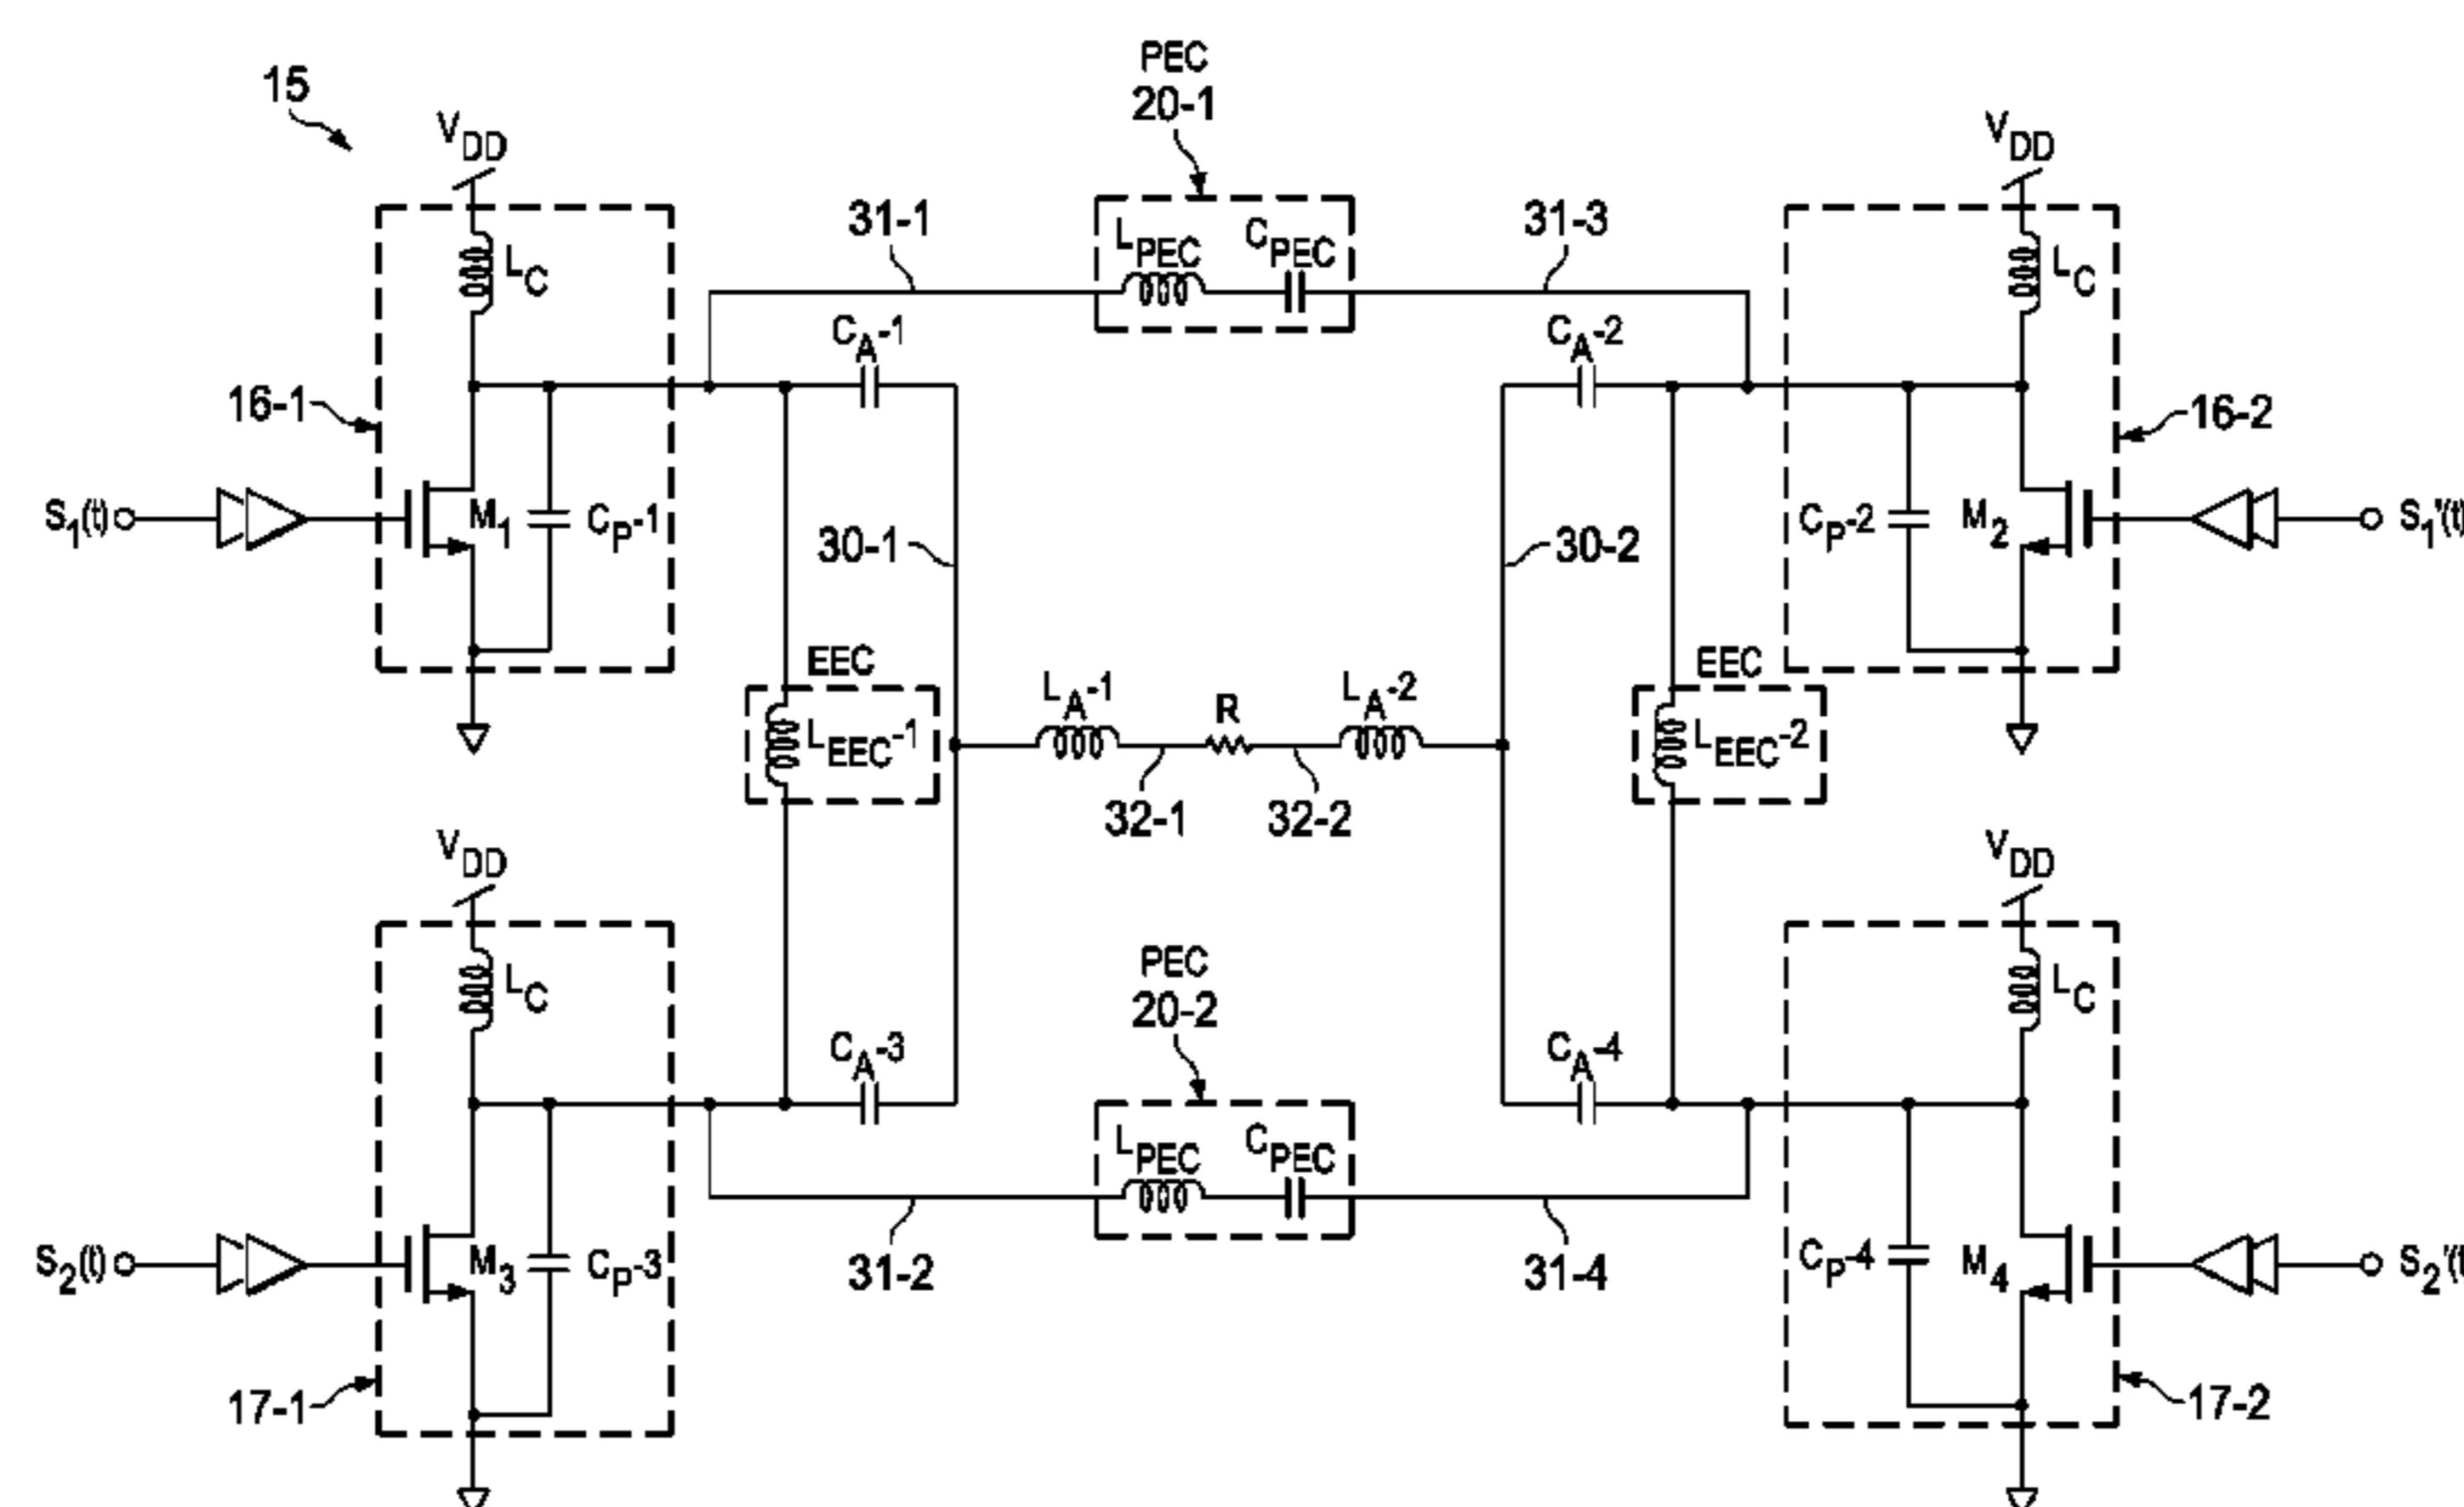 PEC
20-1
15
VDD
VDD
31-1
LPEC
CPEC
31-3
LC
LC
CA-1
CA-2
16-1
16-2
S1(t)
M1
CP-1
30-1
30-2
CP-2
M2
S1'(t)
EEC
EEC
LEEC-1
LA-1
R
LA-2
LEEC-2
32-1
32-2
VDD
VDD
PEC
20-2
LC
LC
CA-3
CA-4
LPEC
CPEC
S2(t)
M3
CP-3
31-2
31-4
CP-4
M4
S2'(t
17-1
17-2